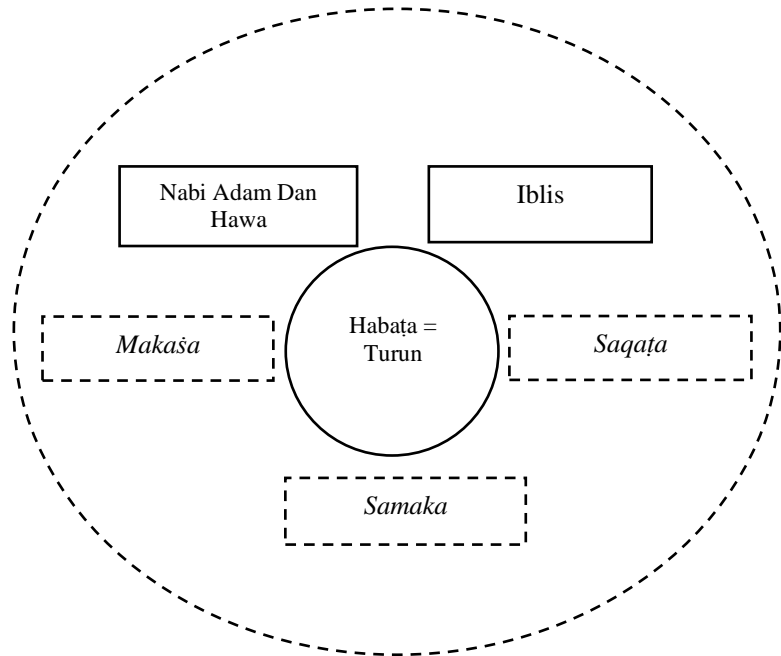 Nabi Adam Dan
Hawa
Iblis
Habaṭa =
Turun
Makaṡa
Saqaṭa
Samaka